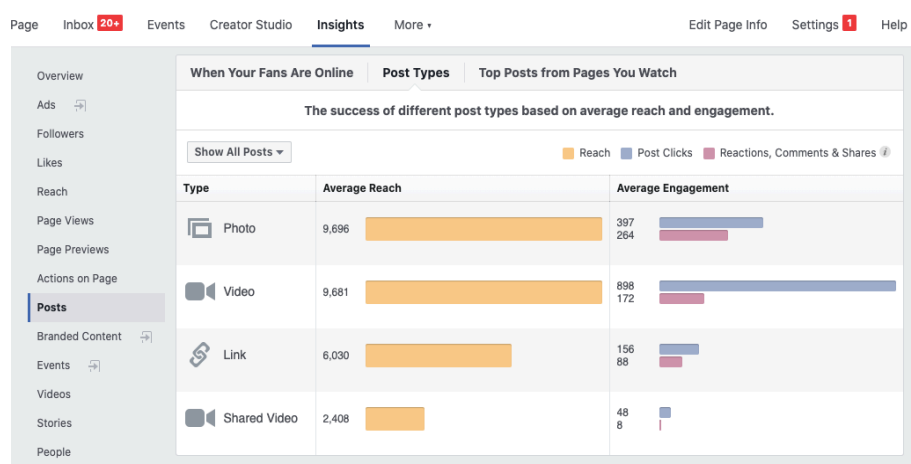 Page Inbox 20+ Events Creator Studio Insights More Edit Page Info Settings 1 Help
Overview
Ads
Followers
Likes
Reach
Page Views
Page Previews
Actions on Page
Posts
Branded Content
Events
Videos
Stories
People
When Your Fans Are Online Post Types Top Posts from Pages You Watch
The success of different post types based on average reach and engagement.
Show All Posts Reach Post Clicks Reactions, Comments & Shares i
Type Average Reach Average Engagement
Photo 9,696 397
264
Video 9,681 898
172
Link 6,030 156
88
Shared Video 2,408 48
8